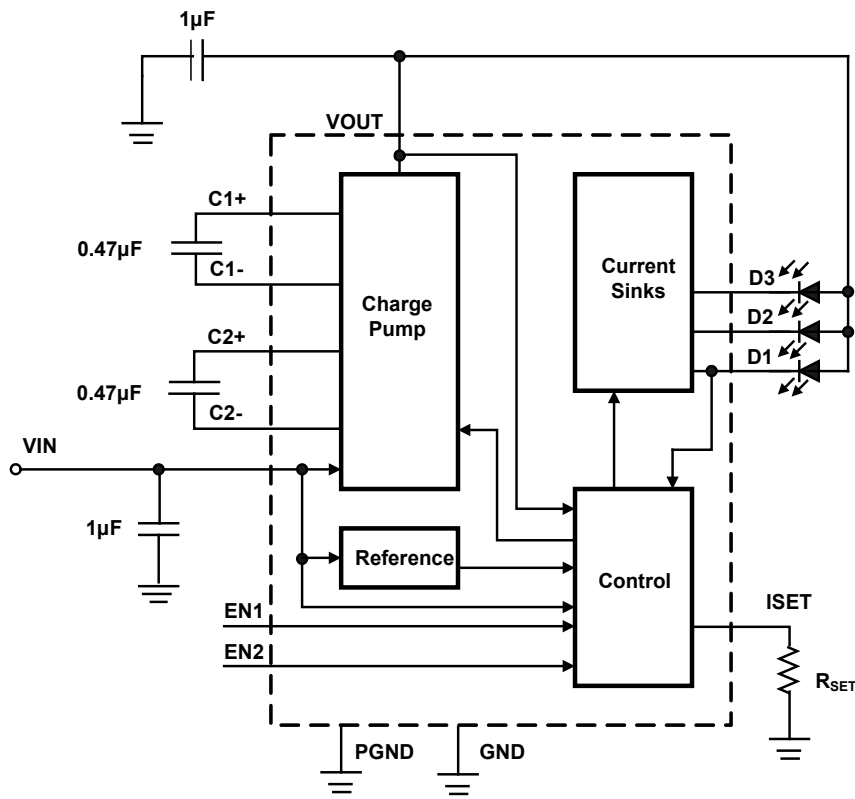 1µF
VOUT
C1+
0.47µF
C1-
Charge
Pump
Current
Sinks
D3
D2
D1
C2+
0.47µF
C2-
VIN
1µF
Reference
Control
ISET
EN1
EN2
RSET
PGND
GND